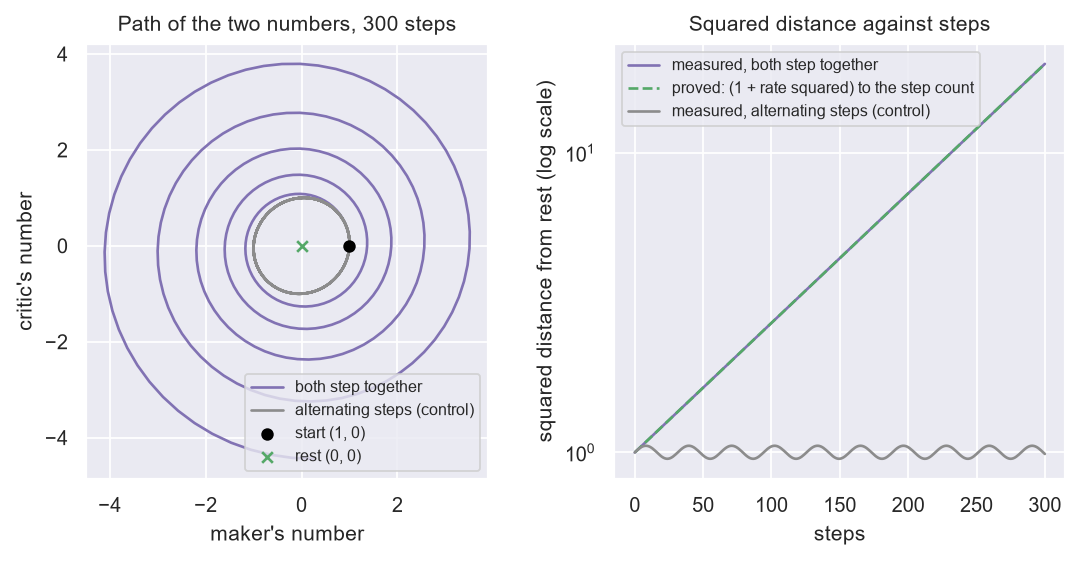 Path of the two numbers, 300 steps
4
2
0
−2
−4
critic's number
both step together
alternating steps (control)
start (1, 0)
rest (0, 0)
−4
−2
0
2
maker's number
Squared distance against steps
measured, both step together
proved: (1 + rate squared) to the step count
measured, alternating steps (control)
10¹
10⁰
squared distance from rest (log scale)
0
50
100
150
200
250
300
steps